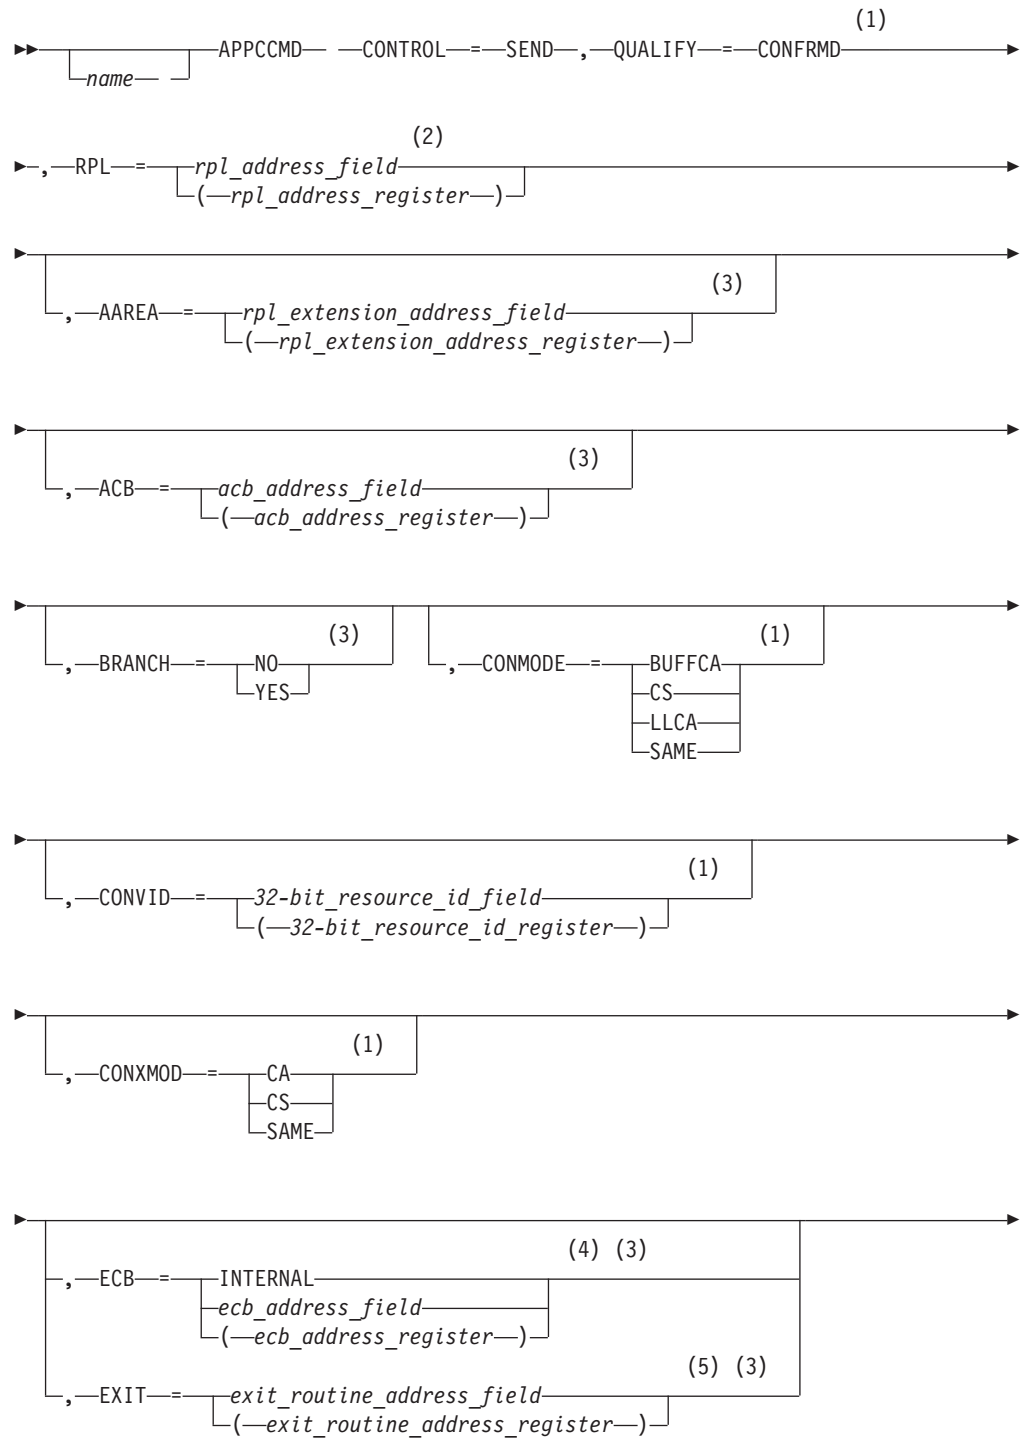 (1)
APPCCMD CONTROL = SEND , QUALIFY = CONFRMD
name
(2)
, RPL = rpl_address_field
( rpl_address_register )
(3)
, AAREA = rpl_extension_address_field
( rpl_extension_address_register )
(3)
, ACB = acb_address_field
( acb_address_register )
(3) (1)
, BRANCH = NO , CONMODE = BUFFCA
YES CS
LLCA
SAME
(1)
, CONVID = 32-bit_resource_id_field
( 32-bit_resource_id_register )
(1)
, CONXMOD = CA
CS
SAME
(4) (3)
, ECB = INTERNAL
ecb_address_field
( ecb_address_register )
(5) (3)
, EXIT = exit_routine_address_field
( exit_routine_address_register )